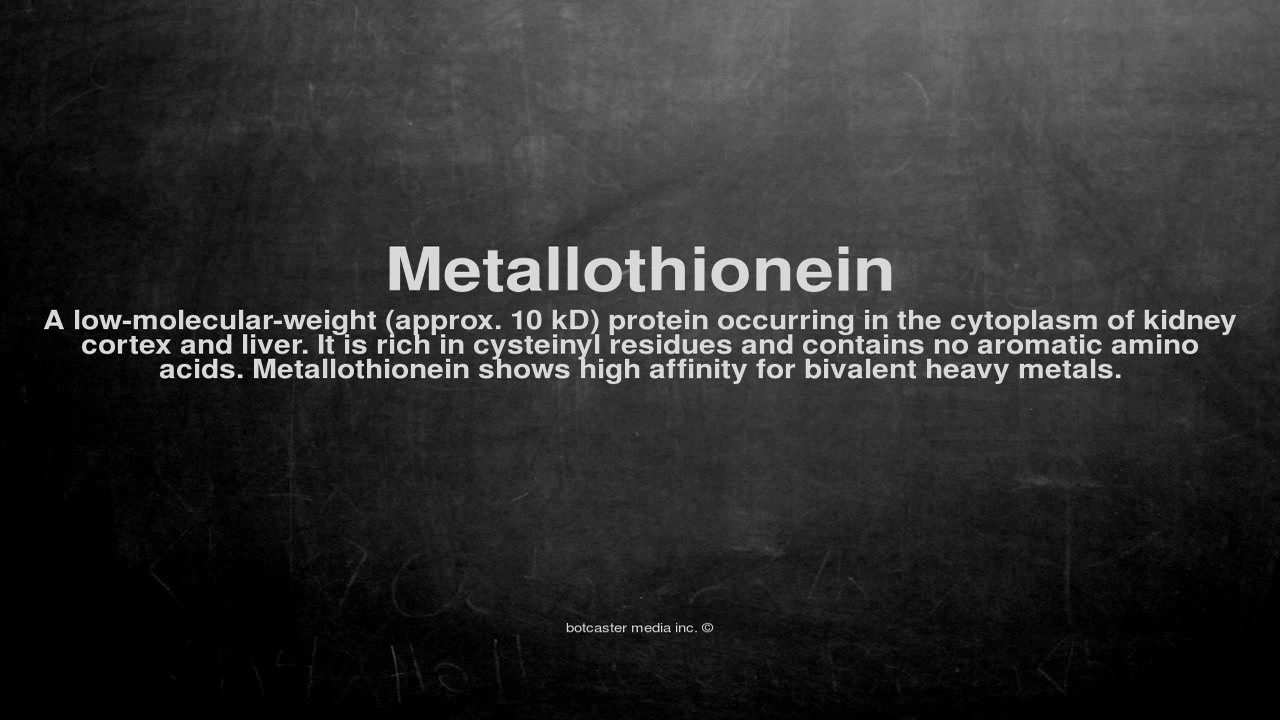 Metallothionein
A low-molecular-weight (approx. 10 kD) protein occurring in the cytoplasm of kidney
cortex and liver. It is rich in cysteinyl residues and contains no aromatic amino
acids. Metallothionein shows high affinity for bivalent heavy metals.
botcaster media inc. ©